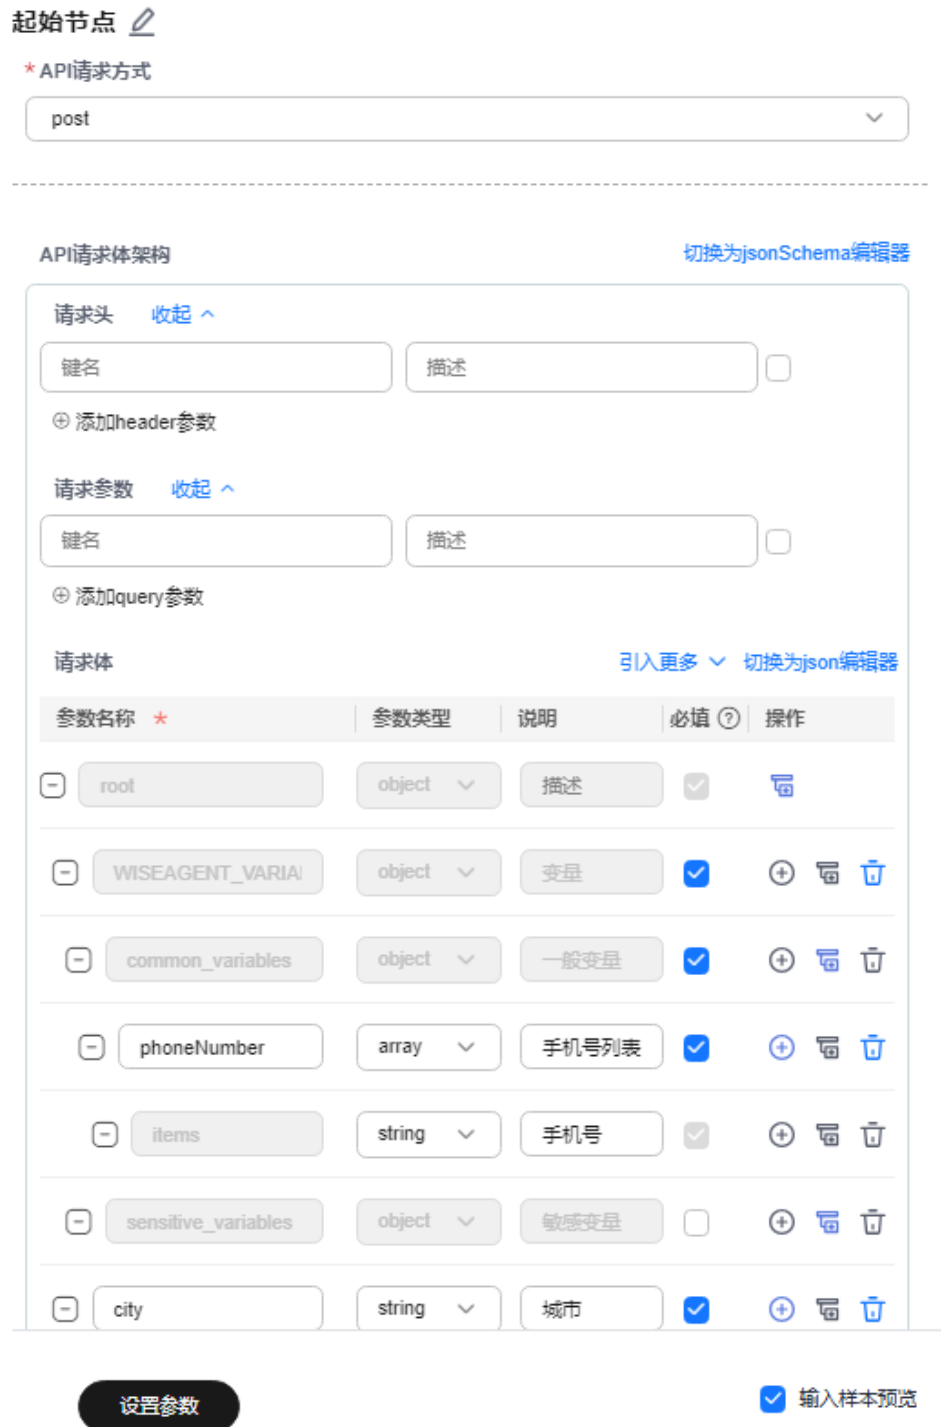 起始节点
* API请求方式
post
API请求体架构 切换为jsonSchema编辑器
请求头 收起
键名 描述
添加header参数
请求参数 收起
键名 描述
添加query参数
请求体 引入更多 切换为json编辑器
参数名称 * 参数类型 说明 必填 ? 操作
root object 描述
WISEAGENT_VARIA object 变量
common_variables object 一般变量
phoneNumber array 手机号列表
items string 手机号
sensitive_variables object 敏感变量
city string 城市
设置参数 输入样本预览